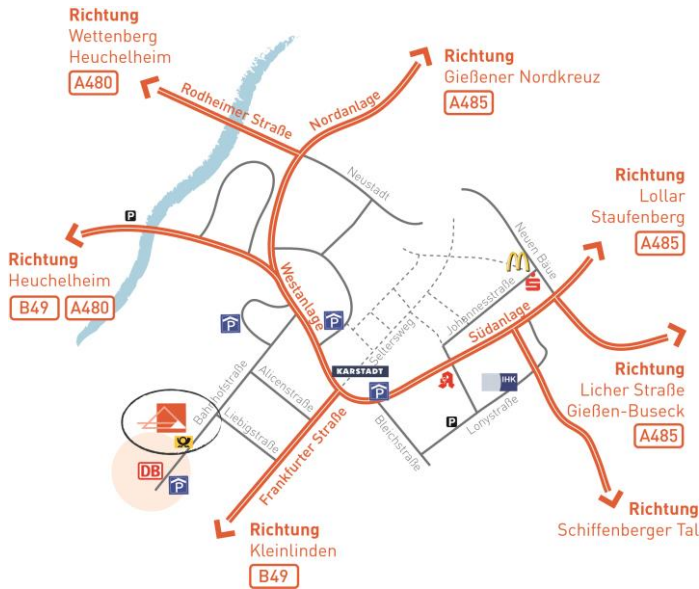 Richtung
Wettenberg
Heuchelheim
A480
Richtung
Gießener Nordkreuz
A485
Rodheimer Straße
Nordanlage
Neustadt
Richtung
Lollar
Staufenberg
A485
P
Richtung
Heuchelheim
B49 A480
Westanlage
Neuen Bäue
Johannesstraße
Südanlage
Seltersweg
P
P
KARSTADT
P
IHK
Richtung
Licher Straße
Gießen-Buseck
A485
Bahnhofstraße
Alicenstraße
Liebigstraße
Frankfurter Straße
Bleichstraße
Lonystraße
P
DB
P
Richtung
Kleinlinden
B49
Richtung
Schiffenberger Tal